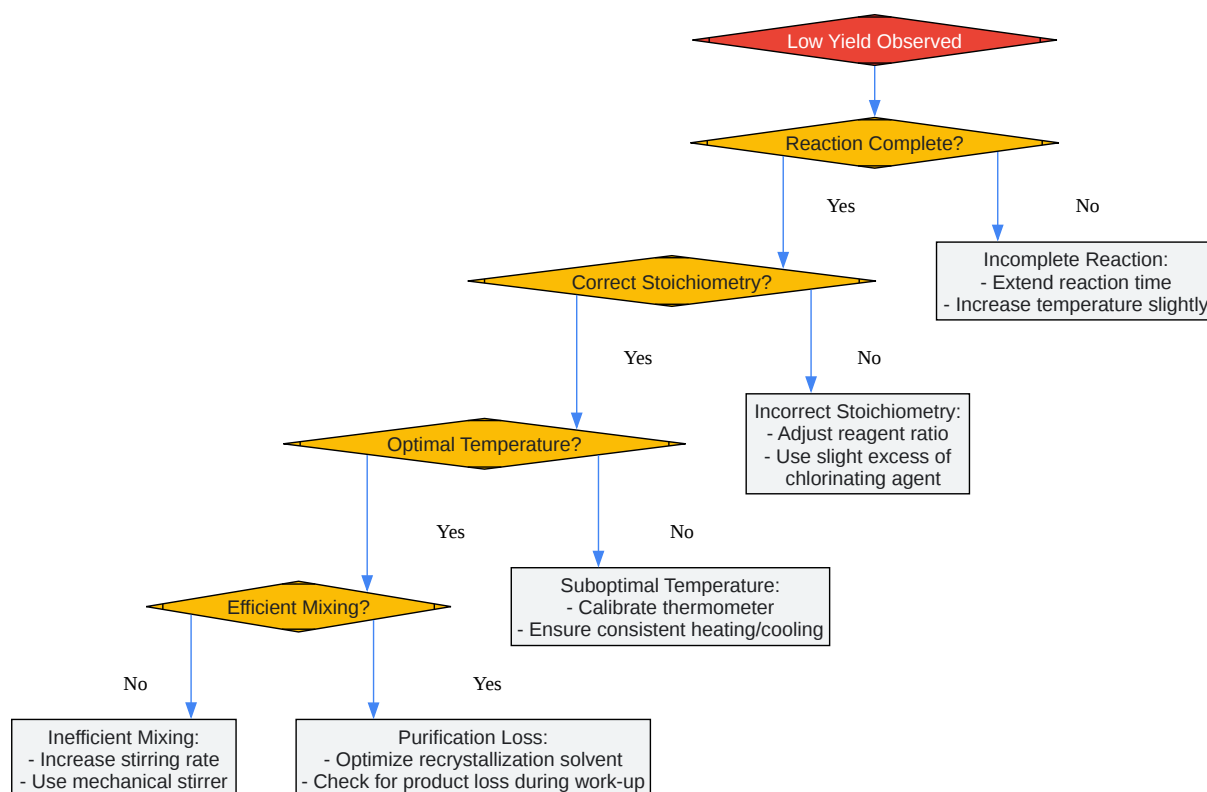 Low Yield Observed
Reaction Complete?
Yes
No
Incomplete Reaction:
- Extend reaction time
- Increase temperature slightly
Correct Stoichiometry?
Yes
No
Incorrect Stoichiometry:
- Adjust reagent ratio
- Use slight excess of
chlorinating agent
Optimal Temperature?
Yes
No
Suboptimal Temperature:
- Calibrate thermometer
- Ensure consistent heating/cooling
Efficient Mixing?
No
Yes
Inefficient Mixing:
- Increase stirring rate
- Use mechanical stirrer
Purification Loss:
- Optimize recrystallization solvent
- Check for product loss during work-up